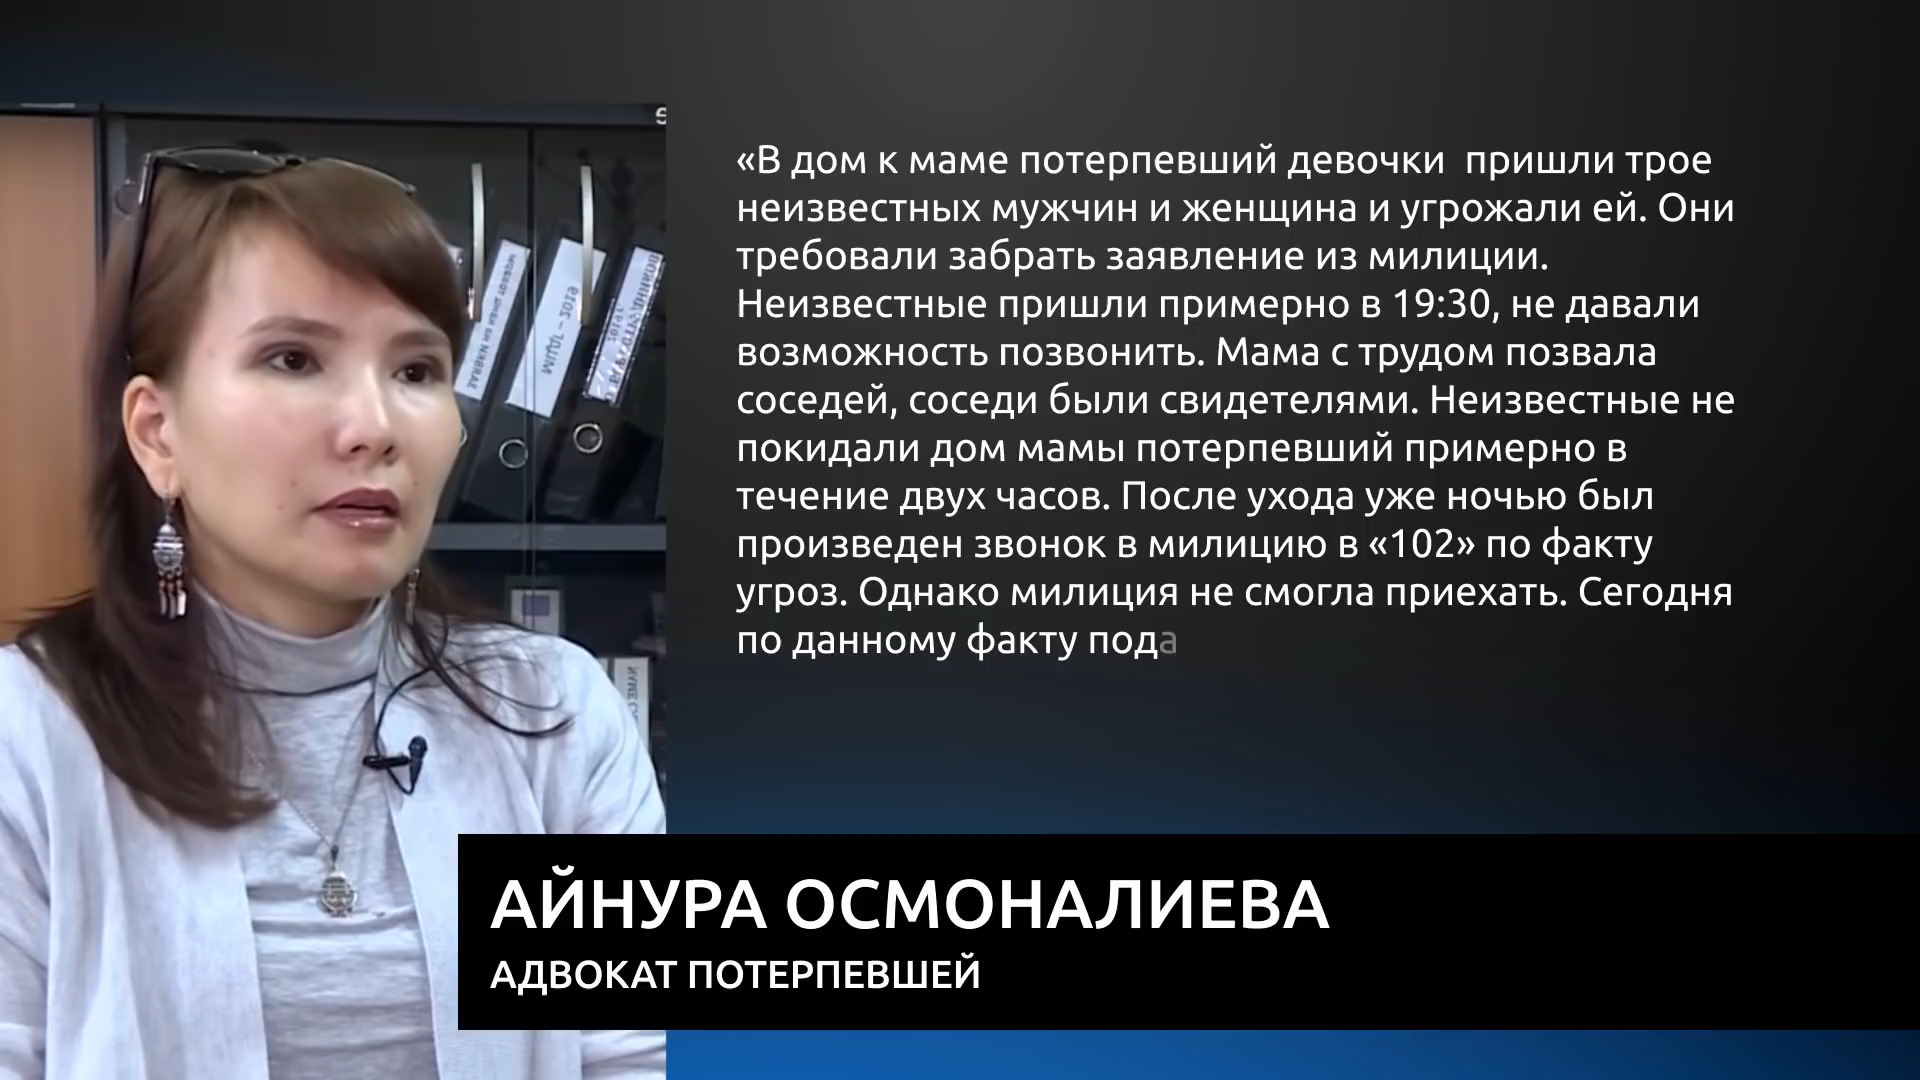 «В дом к маме потерпевший девочки  пришли трое
неизвестных мужчин и женщина и угрожали ей. Они
требовали забрать заявление из милиции.
Неизвестные пришли примерно в 19:30, не давали
возможность позвонить. Мама с трудом позвала
соседей, соседи были свидетелями. Неизвестные не
покидали дом мамы потерпевший примерно в
течение двух часов. После ухода уже ночью был
произведен звонок в милицию в «102» по факту
угроз. Однако милиция не смогла приехать. Сегодня
по данному факту пода
АЙНУРА ОСМОНАЛИЕВА
АДВОКАТ ПОТЕРПЕВШЕЙ